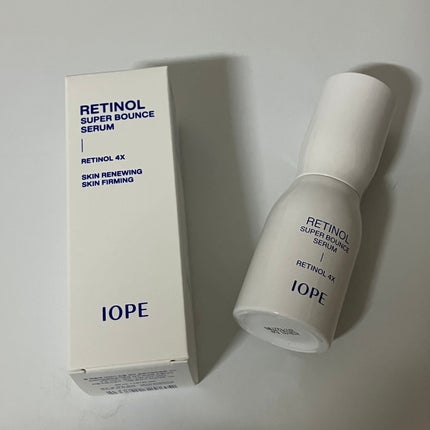 RETINOL
SUPER BOUNCE
SERUM
RETINOL 4X
SKIN RENEWING
SKIN FIRMING
IOPE
RETINOL
SUPER BOUNCE
SERUM
RETINOL 4X
IOPE